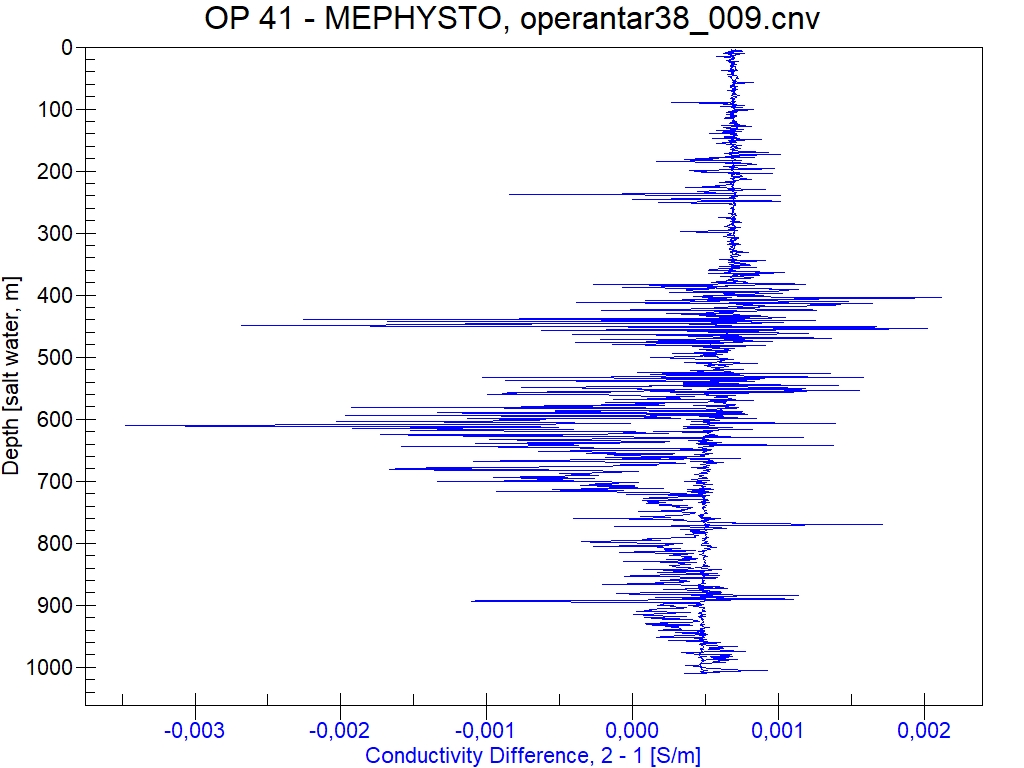 OP 41 - MEPHYSTO, operantar38_009.cnv
0
100
200
300
400
500
600
700
800
900
1000
Depth [salt water, m]
-0,003 -0,002 -0,001 0,000 0,001 0,002
Conductivity Difference, 2 - 1 [S/m]